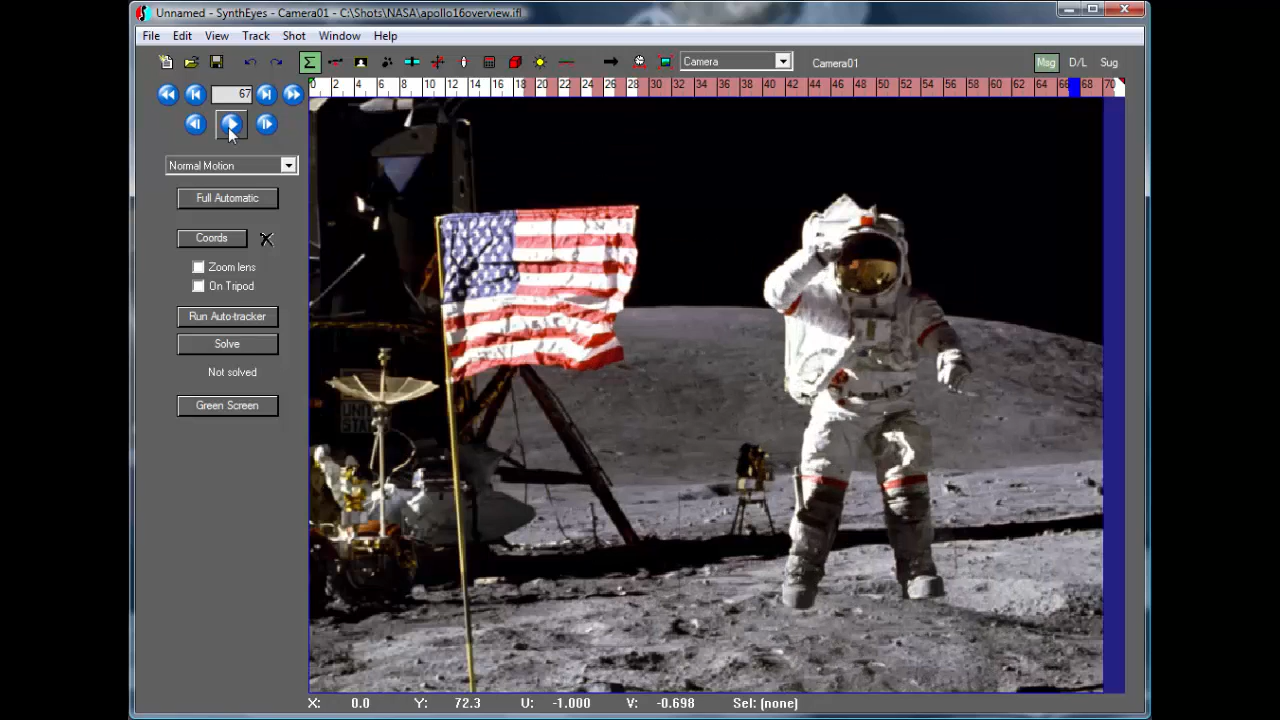 Unnamed - SynthEyes - Camera01 - C:\Shots\NASA\apollo16overview.ifl
File Edit View Track Shot Window Help
Camera Camera01 Msg D/L Sug
67 0 2 4 6 8 10 12 14 16 18 20 22 24 26 28 30 32 34 36 38 40 42 44 46 48 50 52 54 56 58 60 62 64 66 68 70
Normal Motion
Full Automatic
Coords
Zoom lens
On Tripod
Run Auto-tracker
Solve
Not solved
Green Screen
UNIT
STA
X: 0.0 Y: 72.3 U: -1.000 V: -0.698 Sel: (none)